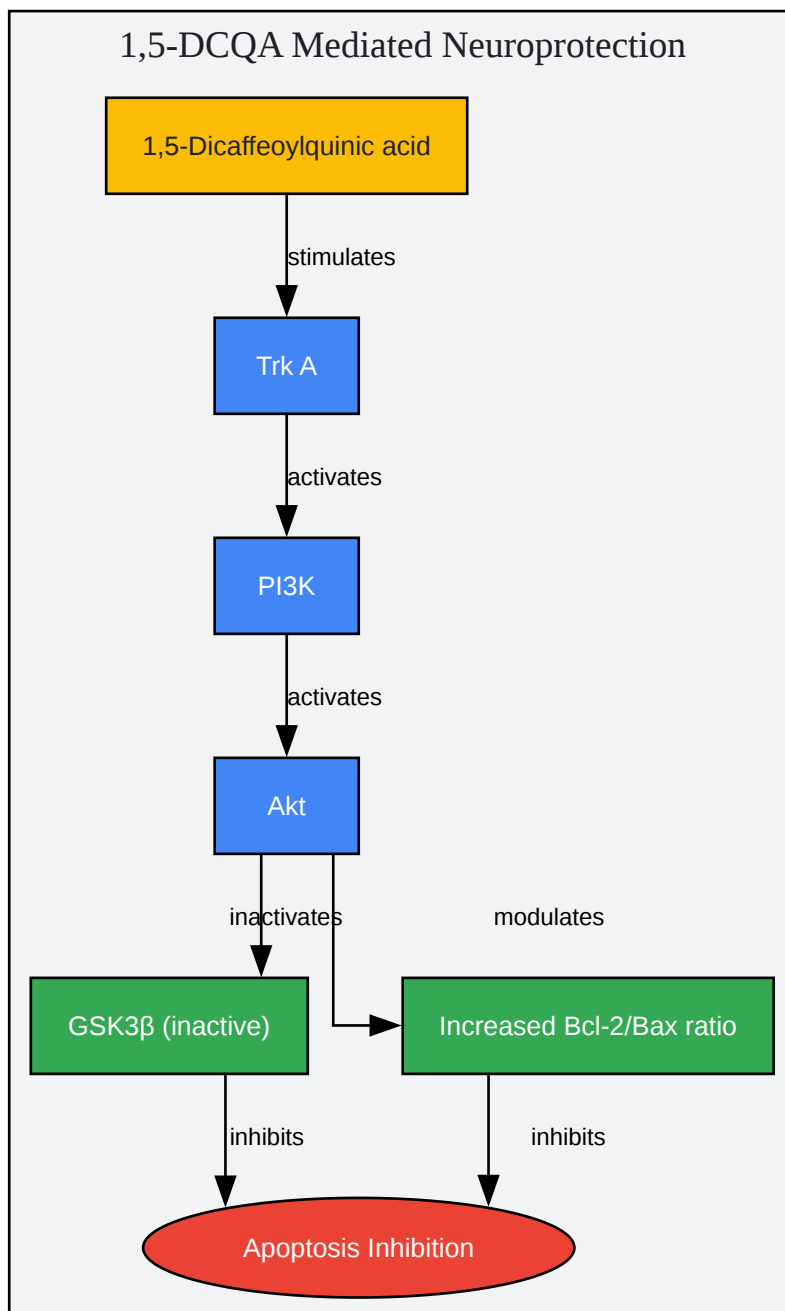 1,5-DCQA Mediated Neuroprotection
1,5-Dicaffeoylquinic acid
stimulates
Trk A
activates
PI3K
activates
Akt
inactivates
modulates
GSK3β (inactive)
Increased Bcl-2/Bax ratio
inhibits
inhibits
Apoptosis Inhibition